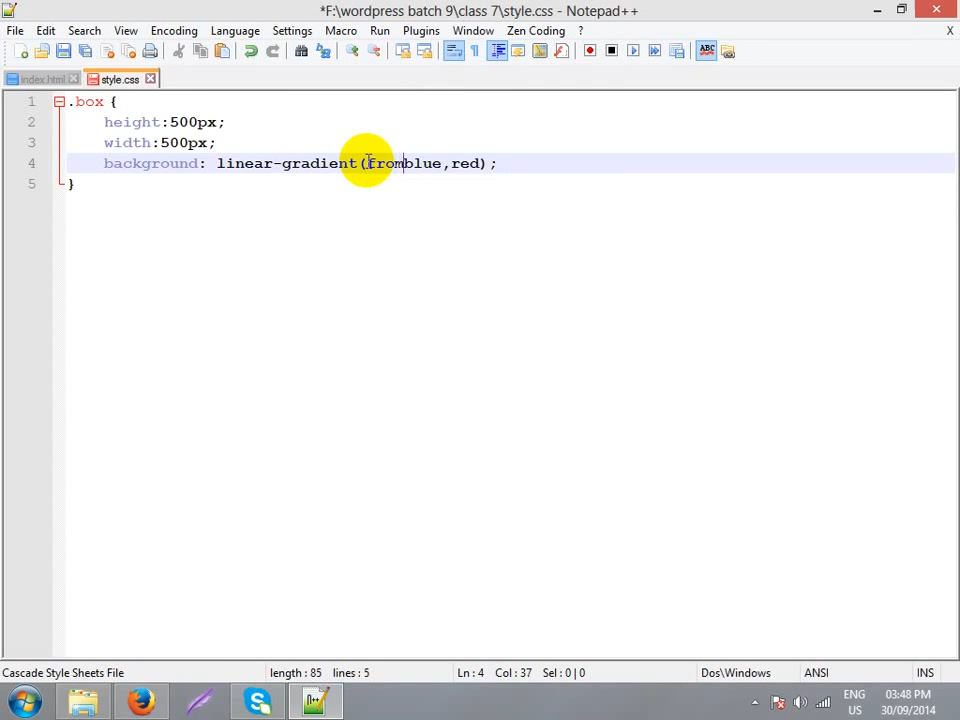 *F:\wordpress batch 9\class 7\style.css - Notepad++
File Edit Search View Encoding Language Settings Macro Run Plugins Window Zen Coding ? X
index.html style.css
1 .box {
2 height:500px;
3 width:500px;
4 background: linear-gradient(fromblue,red);
5 }
Cascade Style Sheets File length : 85 lines : 5 Ln : 4 Col : 37 Sel : 0 | 0 Dos\Windows ANSI INS
ENG 03:48 PM
US 30/09/2014